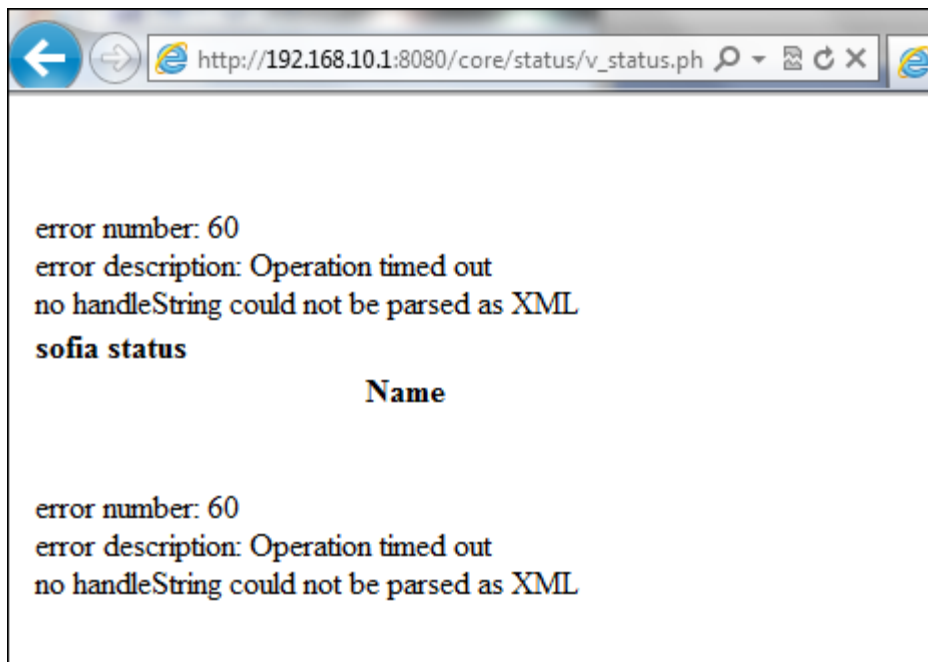 http://192.168.10.1:8080/core/status/v_status.ph
error number: 60
error description: Operation timed out
no handleString could not be parsed as XML
sofia status
Name
error number: 60
error description: Operation timed out
no handleString could not be parsed as XML